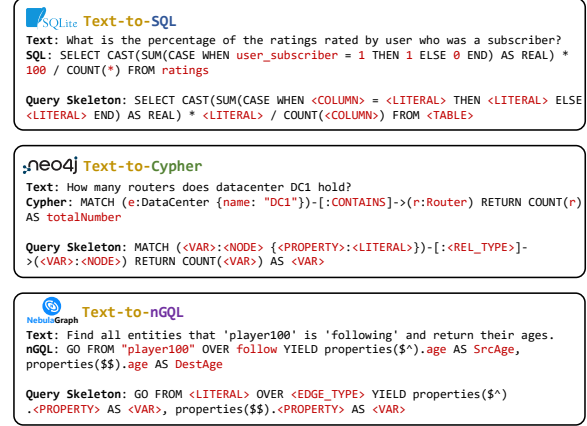 SQLite Text-to-SQL
Text: What is the percentage of the ratings rated by user who was a subscriber?
SQL: SELECT CAST(SUM(CASE WHEN user_subscriber = 1 THEN 1 ELSE 0 END) AS REAL) *
100 / COUNT(*) FROM ratings
Query Skeleton: SELECT CAST(SUM(CASE WHEN <COLUMN> = <LITERAL> THEN <LITERAL> ELSE
<LITERAL> END) AS REAL) * <LITERAL> / COUNT(<COLUMN>) FROM <TABLE>
neo4j Text-to-Cypher
Text: How many routers does datacenter DC1 hold?
Cypher: MATCH (e:DataCenter {name: "DC1"})-[:CONTAINS]->(r:Router) RETURN COUNT(r)
AS totalNumber
Query Skeleton: MATCH (<VAR>:<NODE> {<PROPERTY>:<LITERAL>})-[:<REL_TYPE>]-
>(<VAR>:<NODE>) RETURN COUNT(<VAR>) AS <VAR>
NebulaGraph Text-to-nGQL
Text: Find all entities that 'player100' is 'following' and return their ages.
nGQL: GO FROM "player100" OVER follow YIELD properties($^).age AS SrcAge,
properties($$).age AS DestAge
Query Skeleton: GO FROM <LITERAL> OVER <EDGE_TYPE> YIELD properties($^)
.<PROPERTY> AS <VAR>, properties($$).<PROPERTY> AS <VAR>